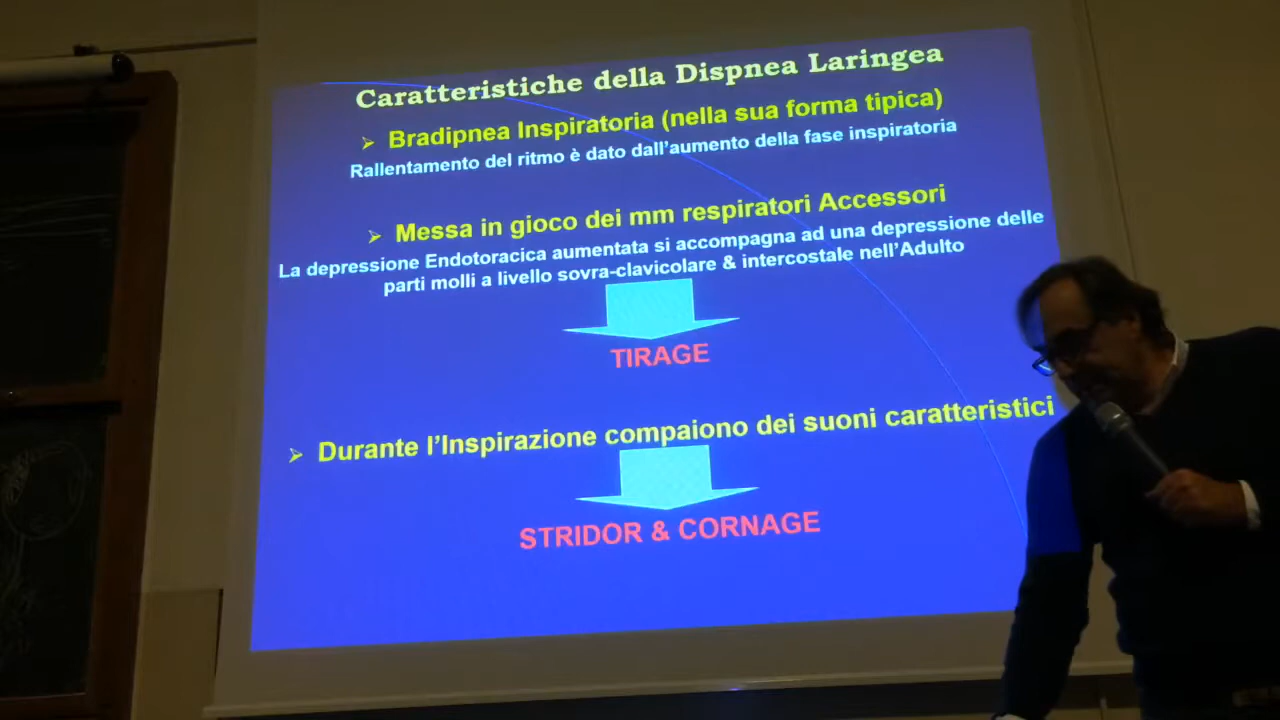 Caratteristiche della Dispnea Laringea
➢ Bradipnea Inspiratoria (nella sua forma tipica)
Rallentamento del ritmo è dato dall'aumento della fase inspiratoria
➢ Messa in gioco dei mm respiratori Accessori
La depressione Endotoracica aumentata si accompagna ad una depressione delle
parti molli a livello sovra-clavicolare & intercostale nell'Adulto
TIRAGE
➢ Durante l'Inspirazione compaiono dei suoni caratteristici
STRIDOR & CORNAGE